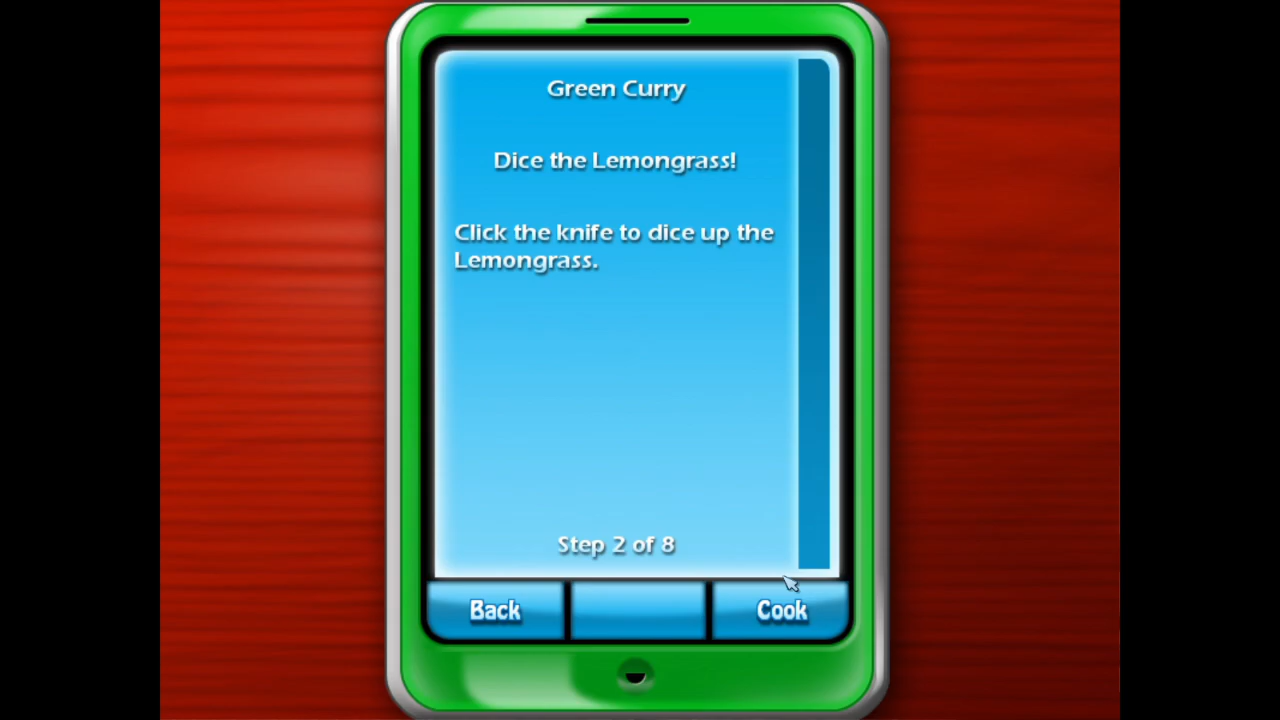 Green Curry
Dice the Lemongrass!
Click the knife to dice up the
Lemongrass.
Step 2 of 8
Back
Cook